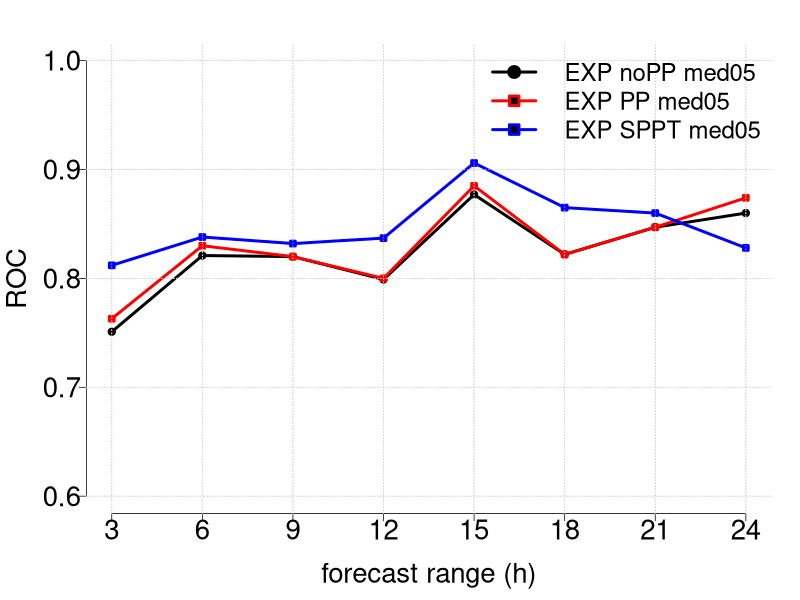 EXP noPP med05
EXP PP med05
EXP SPPT med05
ROC
1.0
0.9
0.8
0.7
0.6
3 6 9 12 15 18 21 24
forecast range (h)